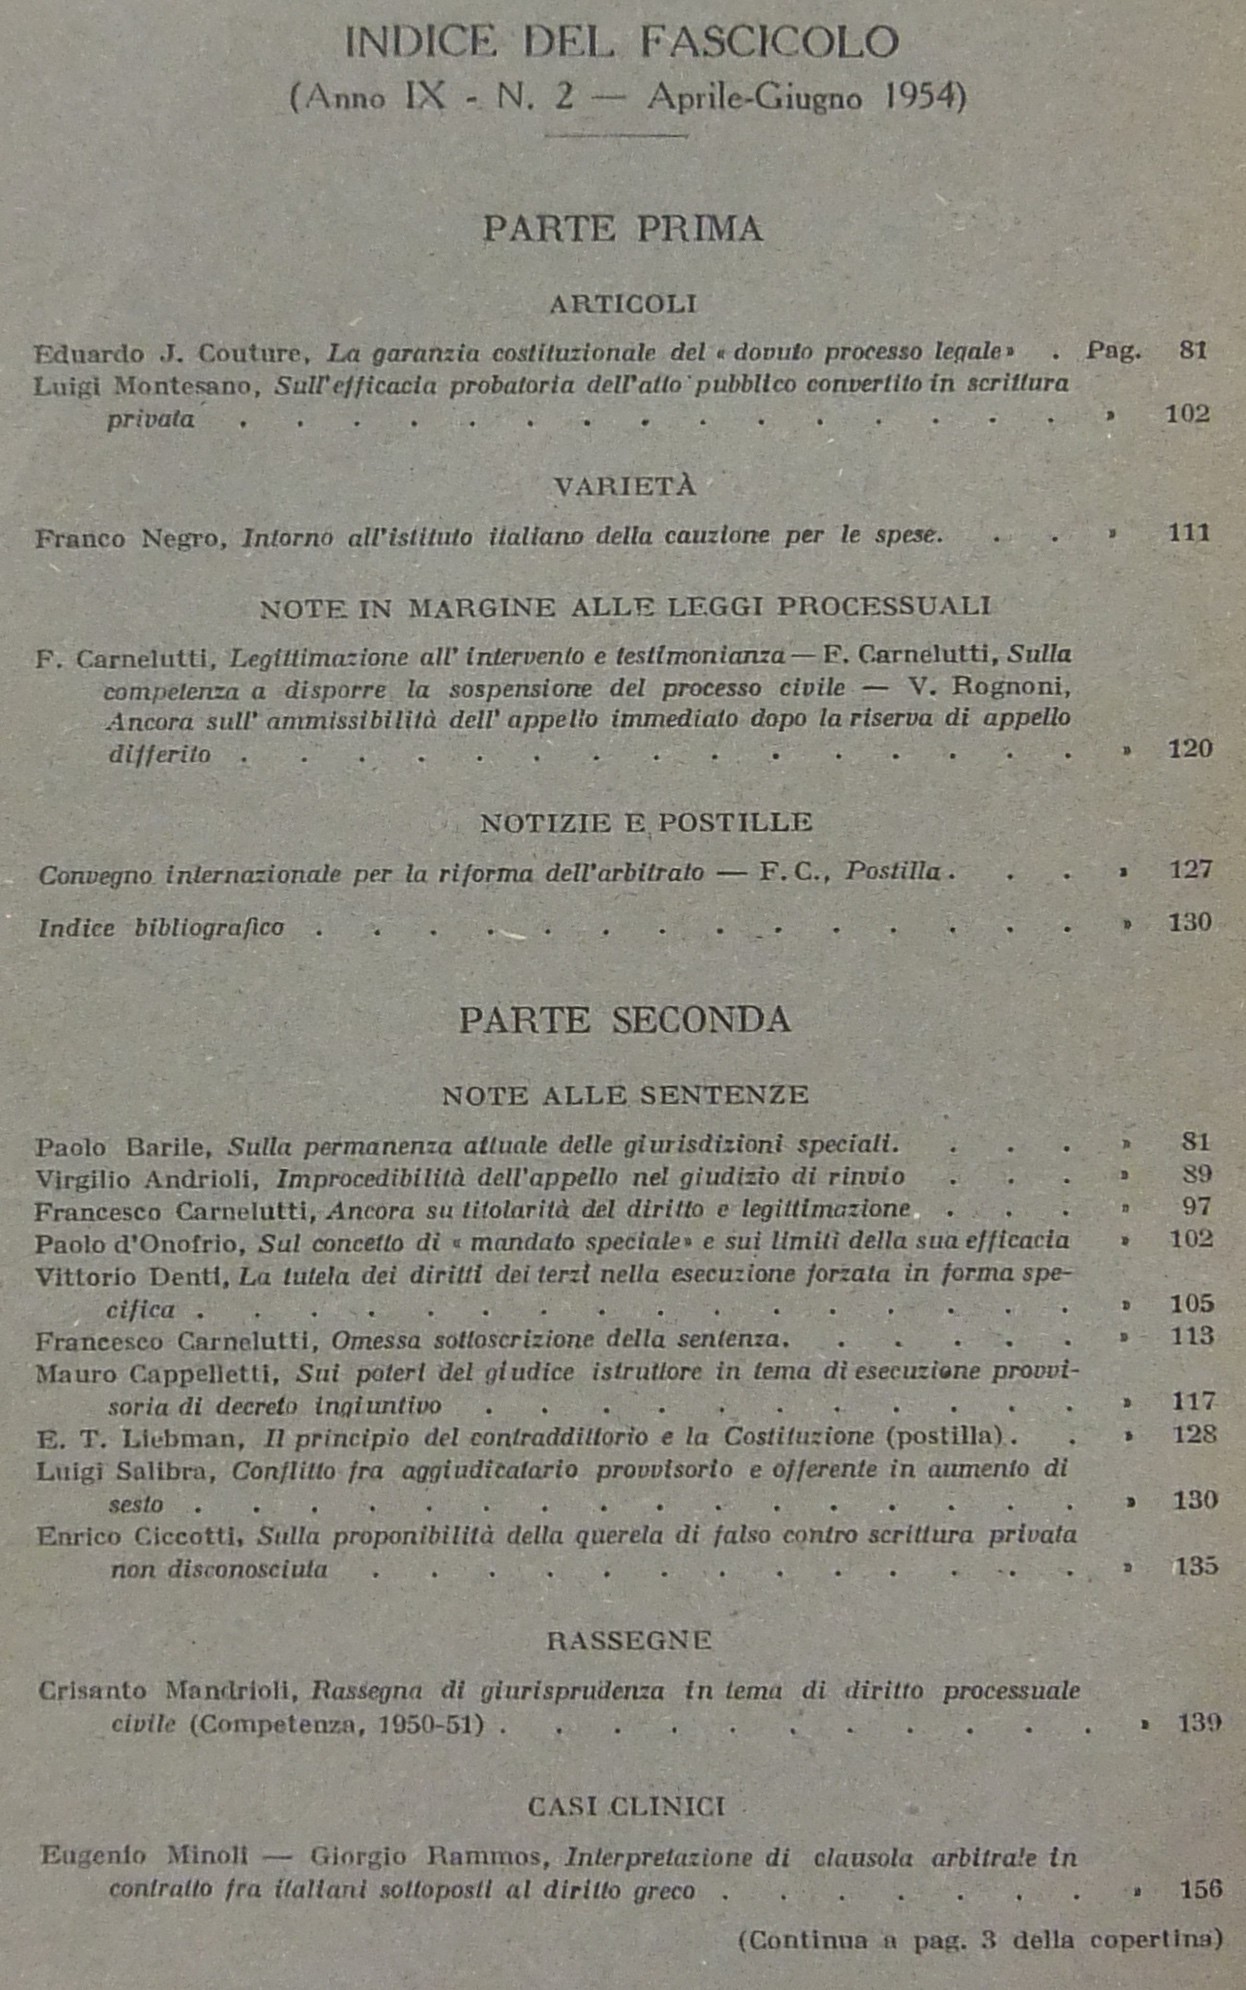 INDICE DEL FASCICOLO
(Anno IX - N. 2 — Aprile-Giugno 1954)
PARTE PRIMA
ARTICOLI
Eduardo J. Couture, La garanzia costituzionale del « dovuto processo legale» . Pag. 81
Luigi Montesano, Sull'efficacia probatoria dell'atto pubblico convertito in scrittura
privata . . . . . . . . . . . . . . . » 102
VARIETÀ
Franco Negro, Intorno all'istituto italiano della cauzione per le spese. . . » 111
NOTE IN MARGINE ALLE LEGGI PROCESSUALI
F. Carnelutti, Legittimazione all' intervento e testimonianza — F. Carnelutti, Sulla
competenza a disporre la sospensione del processo civile — V. Rognoni,
Ancora sull' ammissibilità dell' appello immediato dopo la riserva di appello
differito . . . . . . . . . . . . . . . » 120
NOTIZIE E POSTILLE
Convegno internazionale per la riforma dell'arbitrato — F. C., Postilla . . . » 127
Indice bibliografico . . . . . . . . . . . . . . » 130
PARTE SECONDA
NOTE ALLE SENTENZE
Paolo Barile, Sulla permanenza attuale delle giurisdizioni speciali. . . . » 81
Virgilio Andrioli, Improcedibilità dell'appello nel giudizio di rinvio . . . » 89
Francesco Carnelutti, Ancora su titolarità del diritto e legittimazione. . . . » 97
Paolo d'Onofrio, Sul concetto di « mandato speciale» e sui limiti della sua efficacia » 102
Vittorio Denti, La tutela dei diritti dei terzi nella esecuzione forzata in forma spe-
cifica . . . . . . . . . . . . . . . . » 105
Francesco Carnelutti, Omessa sottoscrizione della sentenza. . . . . . » 113
Mauro Cappelletti, Sui poteri del giudice istruttore in tema di esecuzione provvi-
soria di decreto ingiuntivo . . . . . . . . . . . » 117
E. T. Liebman, Il principio del contraddittorio e la Costituzione (postilla) . . » 128
Luigi Salibra, Conflitto fra aggiudicatario provvisorio e offerente in aumento di
sesto . . . . . . . . . . . . . . . . » 130
Enrico Ciccotti, Sulla proponibilità della querela di falso contro scrittura privata
non disconosciuta . . . . . . . . . . . . . » 135
RASSEGNE
Crisanto Mandrioli, Rassegna di giurisprudenza in tema di diritto processuale
civile (Competenza, 1950-51) . . . . . . . . . . . » 139
CASI CLINICI
Eugenio Minoli — Giorgio Rammos, Interpretazione di clausola arbitrale in
contratto fra italiani sottoposti al diritto greco . . . . . . . » 156
(Continua a pag. 3 della copertina)